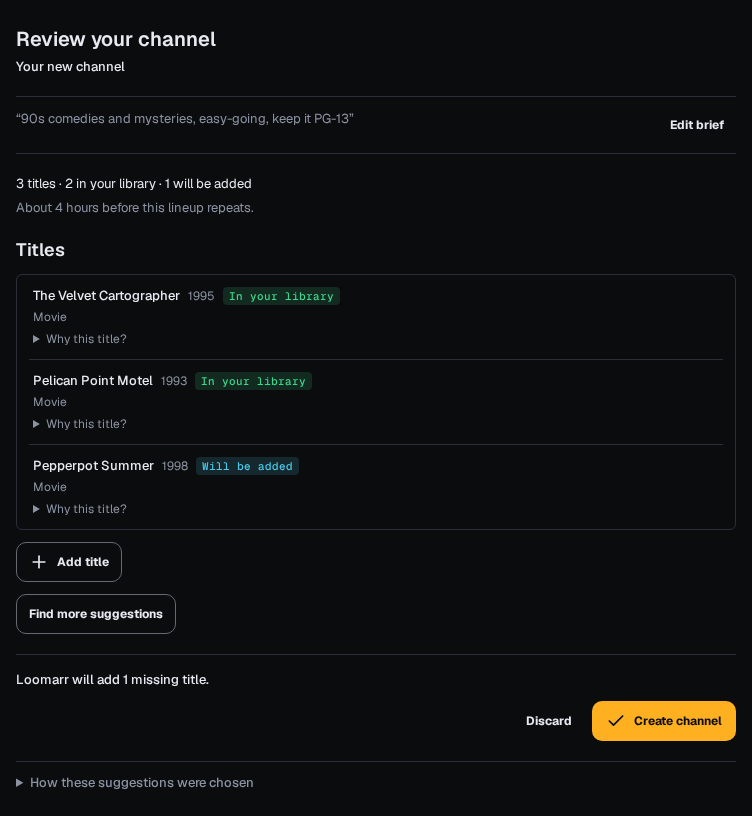 Review your channel
Your new channel
“90s comedies and mysteries, easy-going, keep it PG-13”
Edit brief
3 titles · 2 in your library · 1 will be added
About 4 hours before this lineup repeats.
Titles
The Velvet Cartographer 1995 In your library
Movie
Why this title?
Pelican Point Motel 1993 In your library
Movie
Why this title?
Pepperpot Summer 1998 Will be added
Movie
Why this title?
Add title
Find more suggestions
Loomarr will add 1 missing title.
Discard Create channel
How these suggestions were chosen